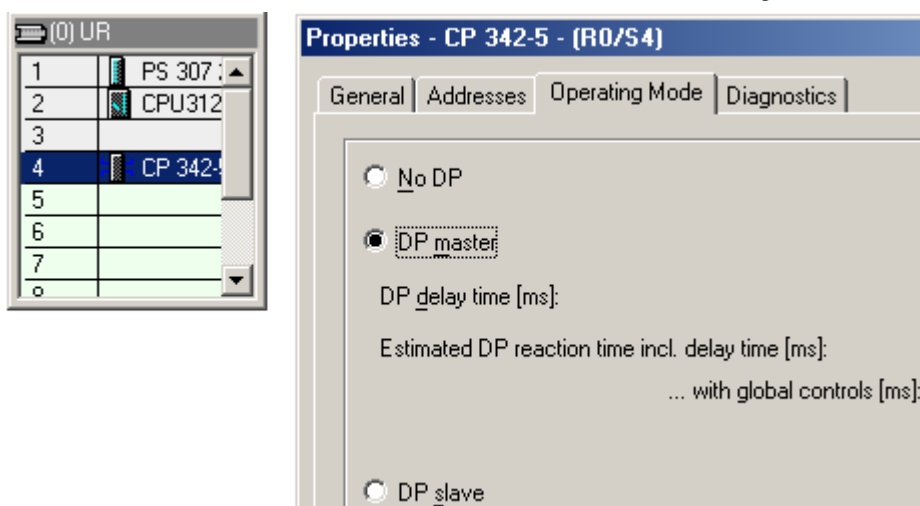 (0) UR
1 PS 307
2 CPU312
3
4 CP 342-5
5
6
7
Properties - CP 342-5 - (R0/S4)
General Addresses Operating Mode Diagnostics
No DP
DP master
DP delay time [ms]:
Estimated DP reaction time incl. delay time [ms]:
... with global controls [ms]:
DP slave